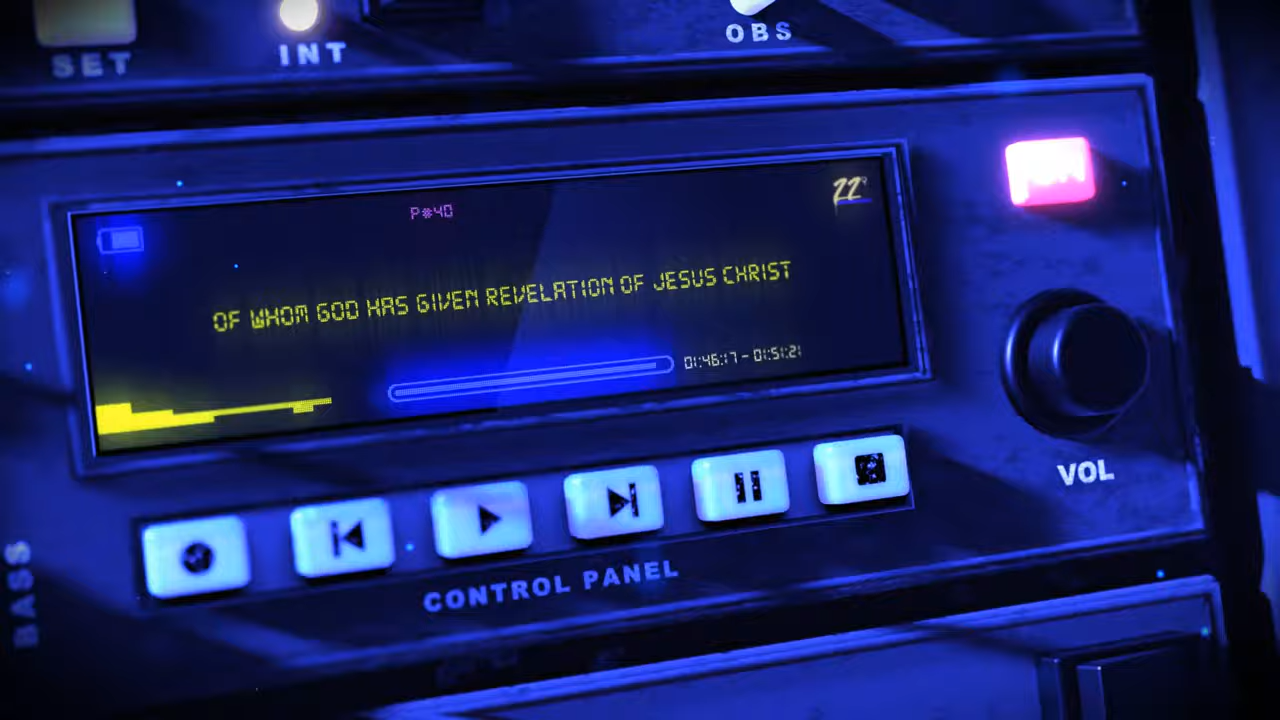 SET
INT
OBS
P#40
22°
OF WHOM GOD HAS GIVEN REVELATION OF JESUS CHRIST
01:46:17 - 01:51:21
VOL
CONTROL PANEL
BASS